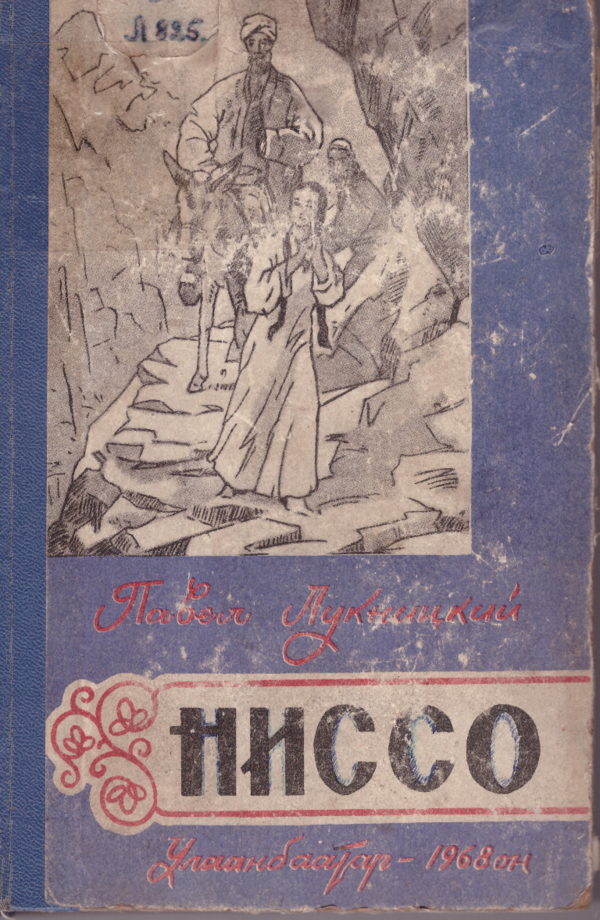 Л 825.
Павел Лукницкий
НИССО
Улаанбаатар – 1968 он